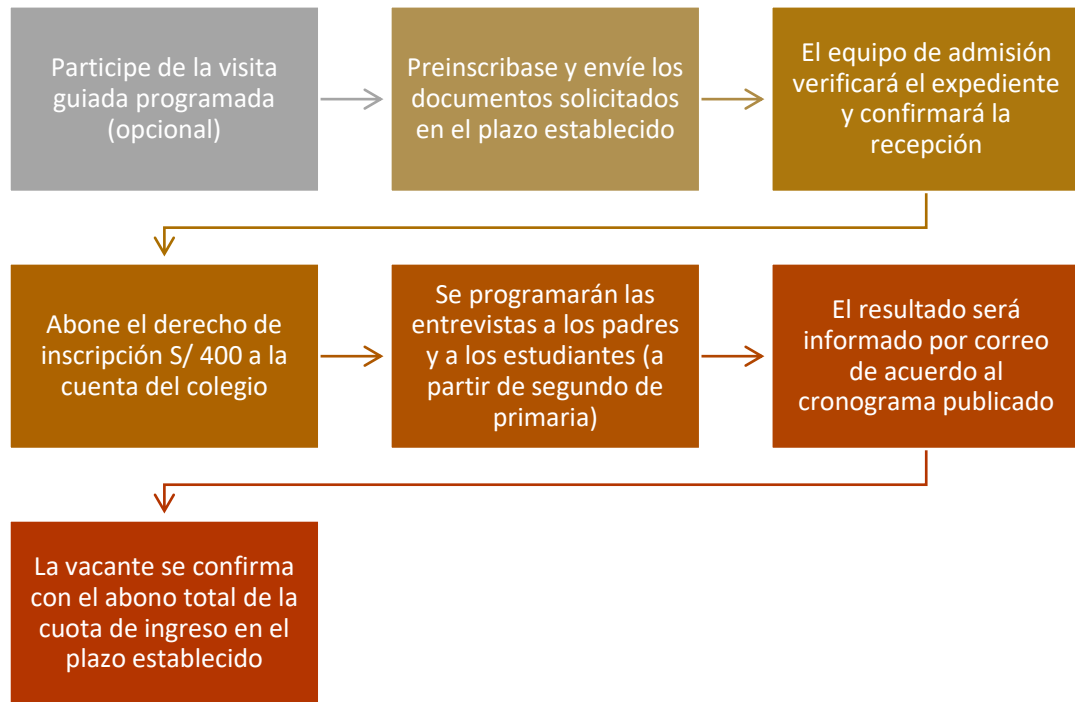 Participe de la visita
guiada programada
(opcional)
Preinscribase y envíe los
documentos solicitados
en el plazo establecido
El equipo de admisión
verificará el expediente
y confirmará la
recepción
Abone el derecho de
inscripción S/ 400 a la
cuenta del colegio
Se programarán las
entrevistas a los padres
y a los estudiantes (a
partir de segundo de
primaria)
El resultado será
informado por correo
de acuerdo al
cronograma publicado
La vacante se confirma
con el abono total de la
cuota de ingreso en el
plazo establecido